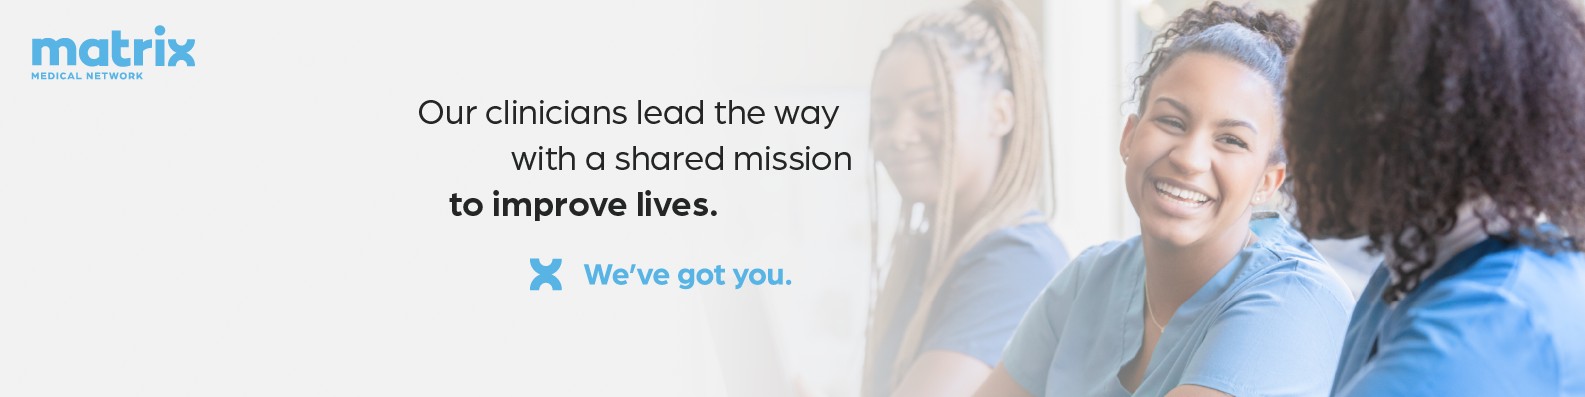 matrix
MEDICAL NETWORK
Our clinicians lead the way
with a shared mission
to improve lives.
We've got you.